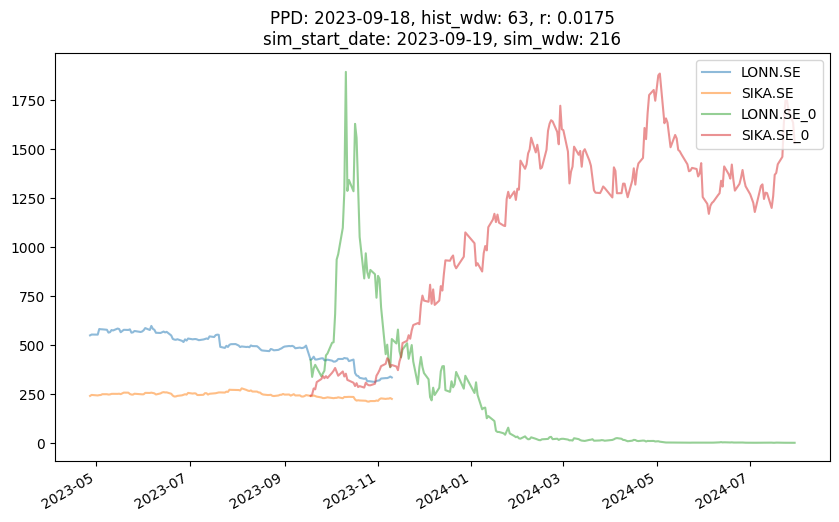 PPD: 2023-09-18, hist_wdw: 63, r: 0.0175
sim_start_date: 2023-09-19, sim_wdw: 216
LONN.SE
SIKA.SE
LONN.SE_0
SIKA.SE_0
1750
1500
1250
1000
750
500
250
0
2023-05
2023-07
2023-09
2023-11
2024-01
2024-03
2024-05
2024-07